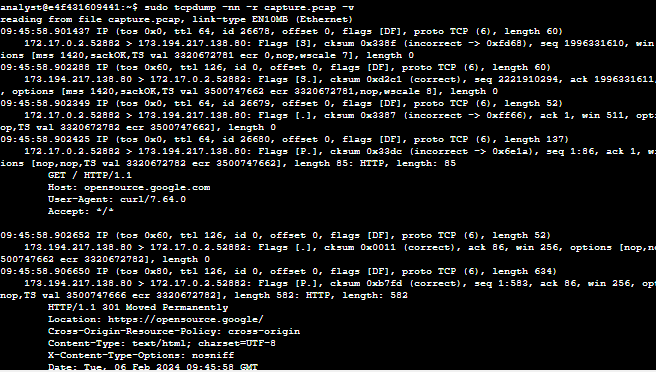 analyst@e4f431609441:~$ sudo tcpdump -nn -r capture.pcap -v
reading from file capture.pcap, link-type EN10MB (Ethernet)
09:45:58.901437 IP (tos 0x0, ttl 64, id 26678, offset 0, flags [DF], proto TCP (6), length 60)
172.17.0.2.52882 > 173.194.217.138.80: Flags [S], cksum 0x338f (incorrect -> 0xfd68), seq 1996331610, win
ions [mss 1420,sackOK,TS val 3320672781 ecr 0,nop,wscale 7], length 0
09:45:58.902288 IP (tos 0x60, ttl 126, id 0, offset 0, flags [DF], proto TCP (6), length 60)
173.194.217.138.80 > 172.17.0.2.52882: Flags [S.], cksum 0xd2c1 (correct), seq 2221910294, ack 1996331611,
, options [mss 1420,sackOK,TS val 3500747662 ecr 3320672781,nop,wscale 8], length 0
09:45:58.902349 IP (tos 0x0, ttl 64, id 26679, offset 0, flags [DF], proto TCP (6), length 52)
172.17.0.2.52882 > 173.194.217.138.80: Flags [.], cksum 0x3387 (incorrect -> 0xff66), ack 1, win 511, opti
op,TS val 3320672782 ecr 3500747662], length 0
09:45:58.902425 IP (tos 0x0, ttl 64, id 26680, offset 0, flags [DF], proto TCP (6), length 137)
172.17.0.2.52882 > 173.194.217.138.80: Flags [P.], cksum 0x33dc (incorrect -> 0x6e1a), seq 1:86, ack 1, wi
ions [nop,nop,TS val 3320672782 ecr 3500747662], length 85: HTTP, length: 85
GET / HTTP/1.1
Host: opensource.google.com
User-Agent: curl/7.64.0
Accept: */*
09:45:58.902652 IP (tos 0x60, ttl 126, id 0, offset 0, flags [DF], proto TCP (6), length 52)
173.194.217.138.80 > 172.17.0.2.52882: Flags [.], cksum 0x0011 (correct), ack 86, win 256, options [nop,no
500747662 ecr 3320672782], length 0
09:45:58.906650 IP (tos 0x80, ttl 126, id 0, offset 0, flags [DF], proto TCP (6), length 634)
173.194.217.138.80 > 172.17.0.2.52882: Flags [P.], cksum 0xb7fd (correct), seq 1:583, ack 86, win 256, opt
nop,TS val 3500747666 ecr 3320672782], length 582: HTTP, length: 582
HTTP/1.1 301 Moved Permanently
Location: https://opensource.google/
Cross-Origin-Resource-Policy: cross-origin
Content-Type: text/html; charset=UTF-8
X-Content-Type-Options: nosniff
Date: Tue, 06 Feb 2024 09:45:58 GMT